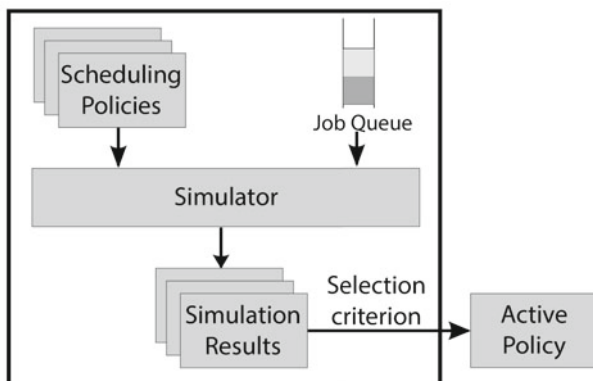 Scheduling
Policies
Job Queue
Simulator
Simulation
Results
Selection
criterion
Active
Policy